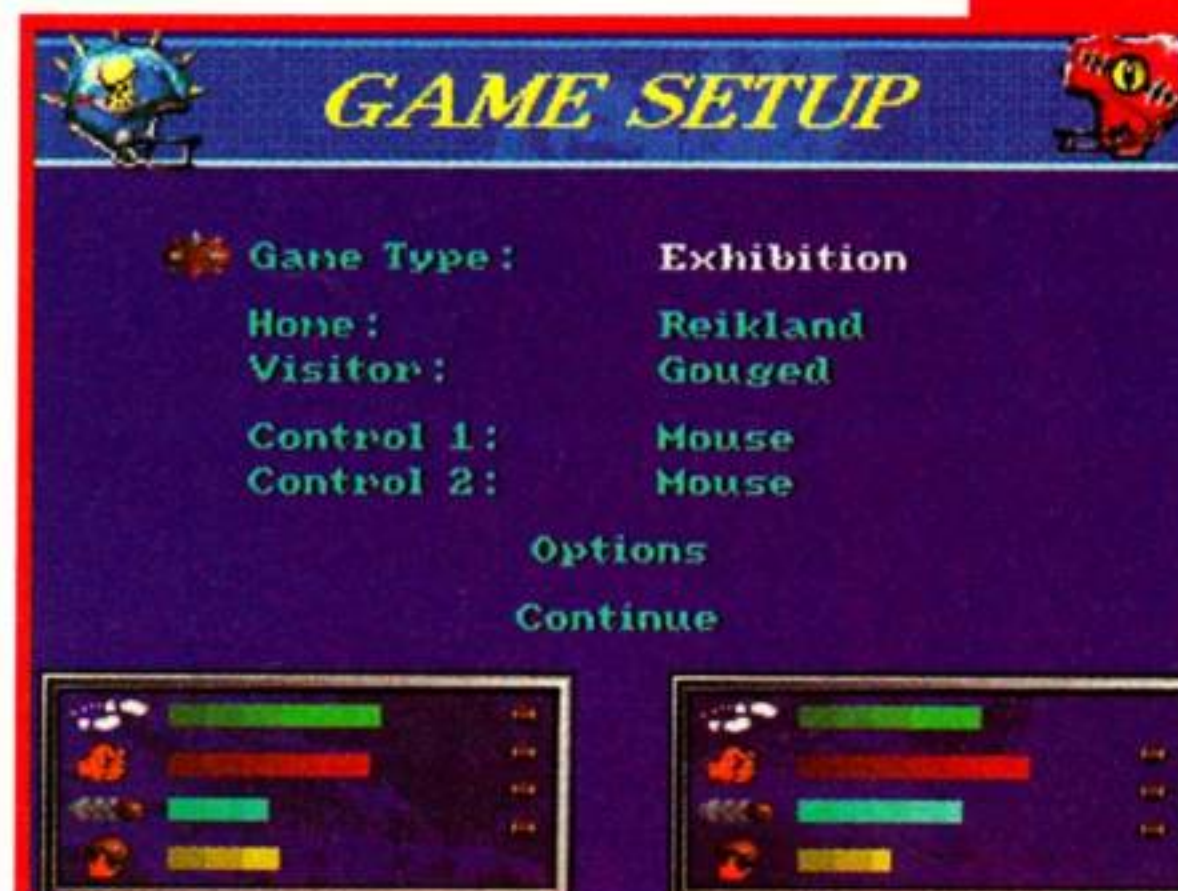 GAME SETUP
Game Type: Exhibition
Home: Reikland
Visitor: Gouged
Control 1: Mouse
Control 2: Mouse
Options
Continue